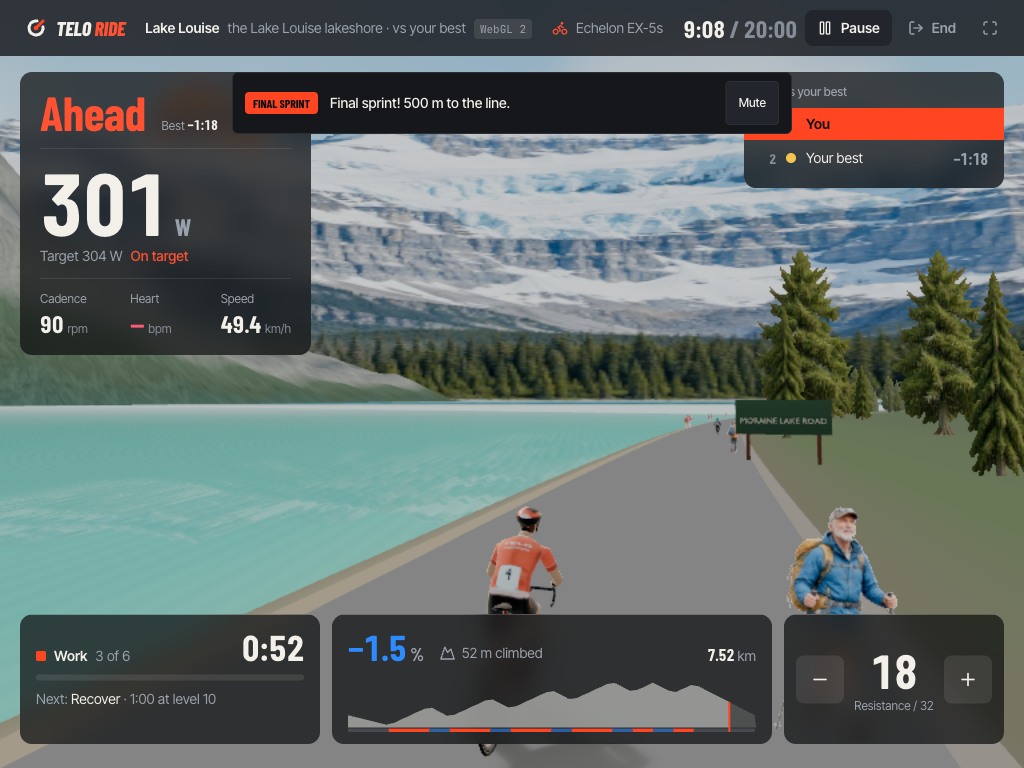 TELO RIDE Lake Louise the Lake Louise lakeshore · vs your best WebGL 2 Echelon EX-5s 9:08 / 20:00 Pause End
FINAL SPRINT Final sprint! 500 m to the line. Mute
s your best
Ahead Best −1:18
You
2 Your best −1:18
301 W
Target 304 W On target
Cadence Heart Speed
90 rpm — bpm 49.4 km/h
MORAINE LAKE ROAD
TELO
4
Work 3 of 6 0:52
Next: Recover · 1:00 at level 10
−1.5 % 52 m climbed 7.52 km
− 18 +
Resistance / 32